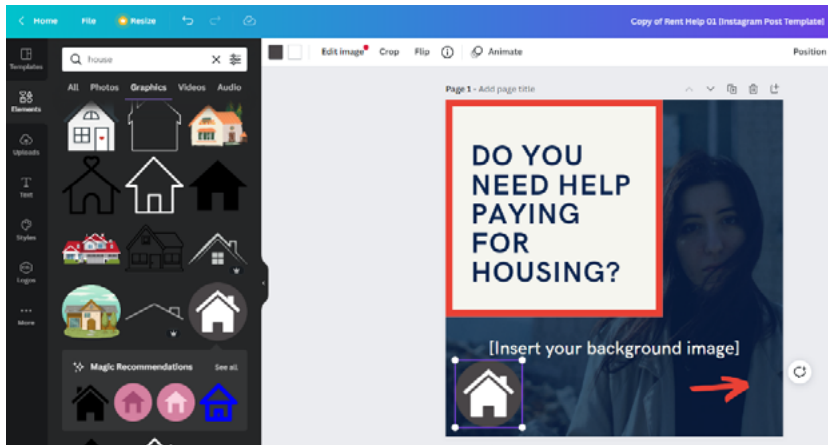 Home File Resize
Copy of Rent Help 01 [Instagram Post Template]
Templates
Elements
Uploads
Text
Styles
Logos
More
house
All Photos Graphics Videos Audio
Magic Recommendations See all
Edit image Crop Flip Animate Position
Page 1 - Add page title
DO YOU
NEED HELP
PAYING
FOR
HOUSING?
[Insert your background image]